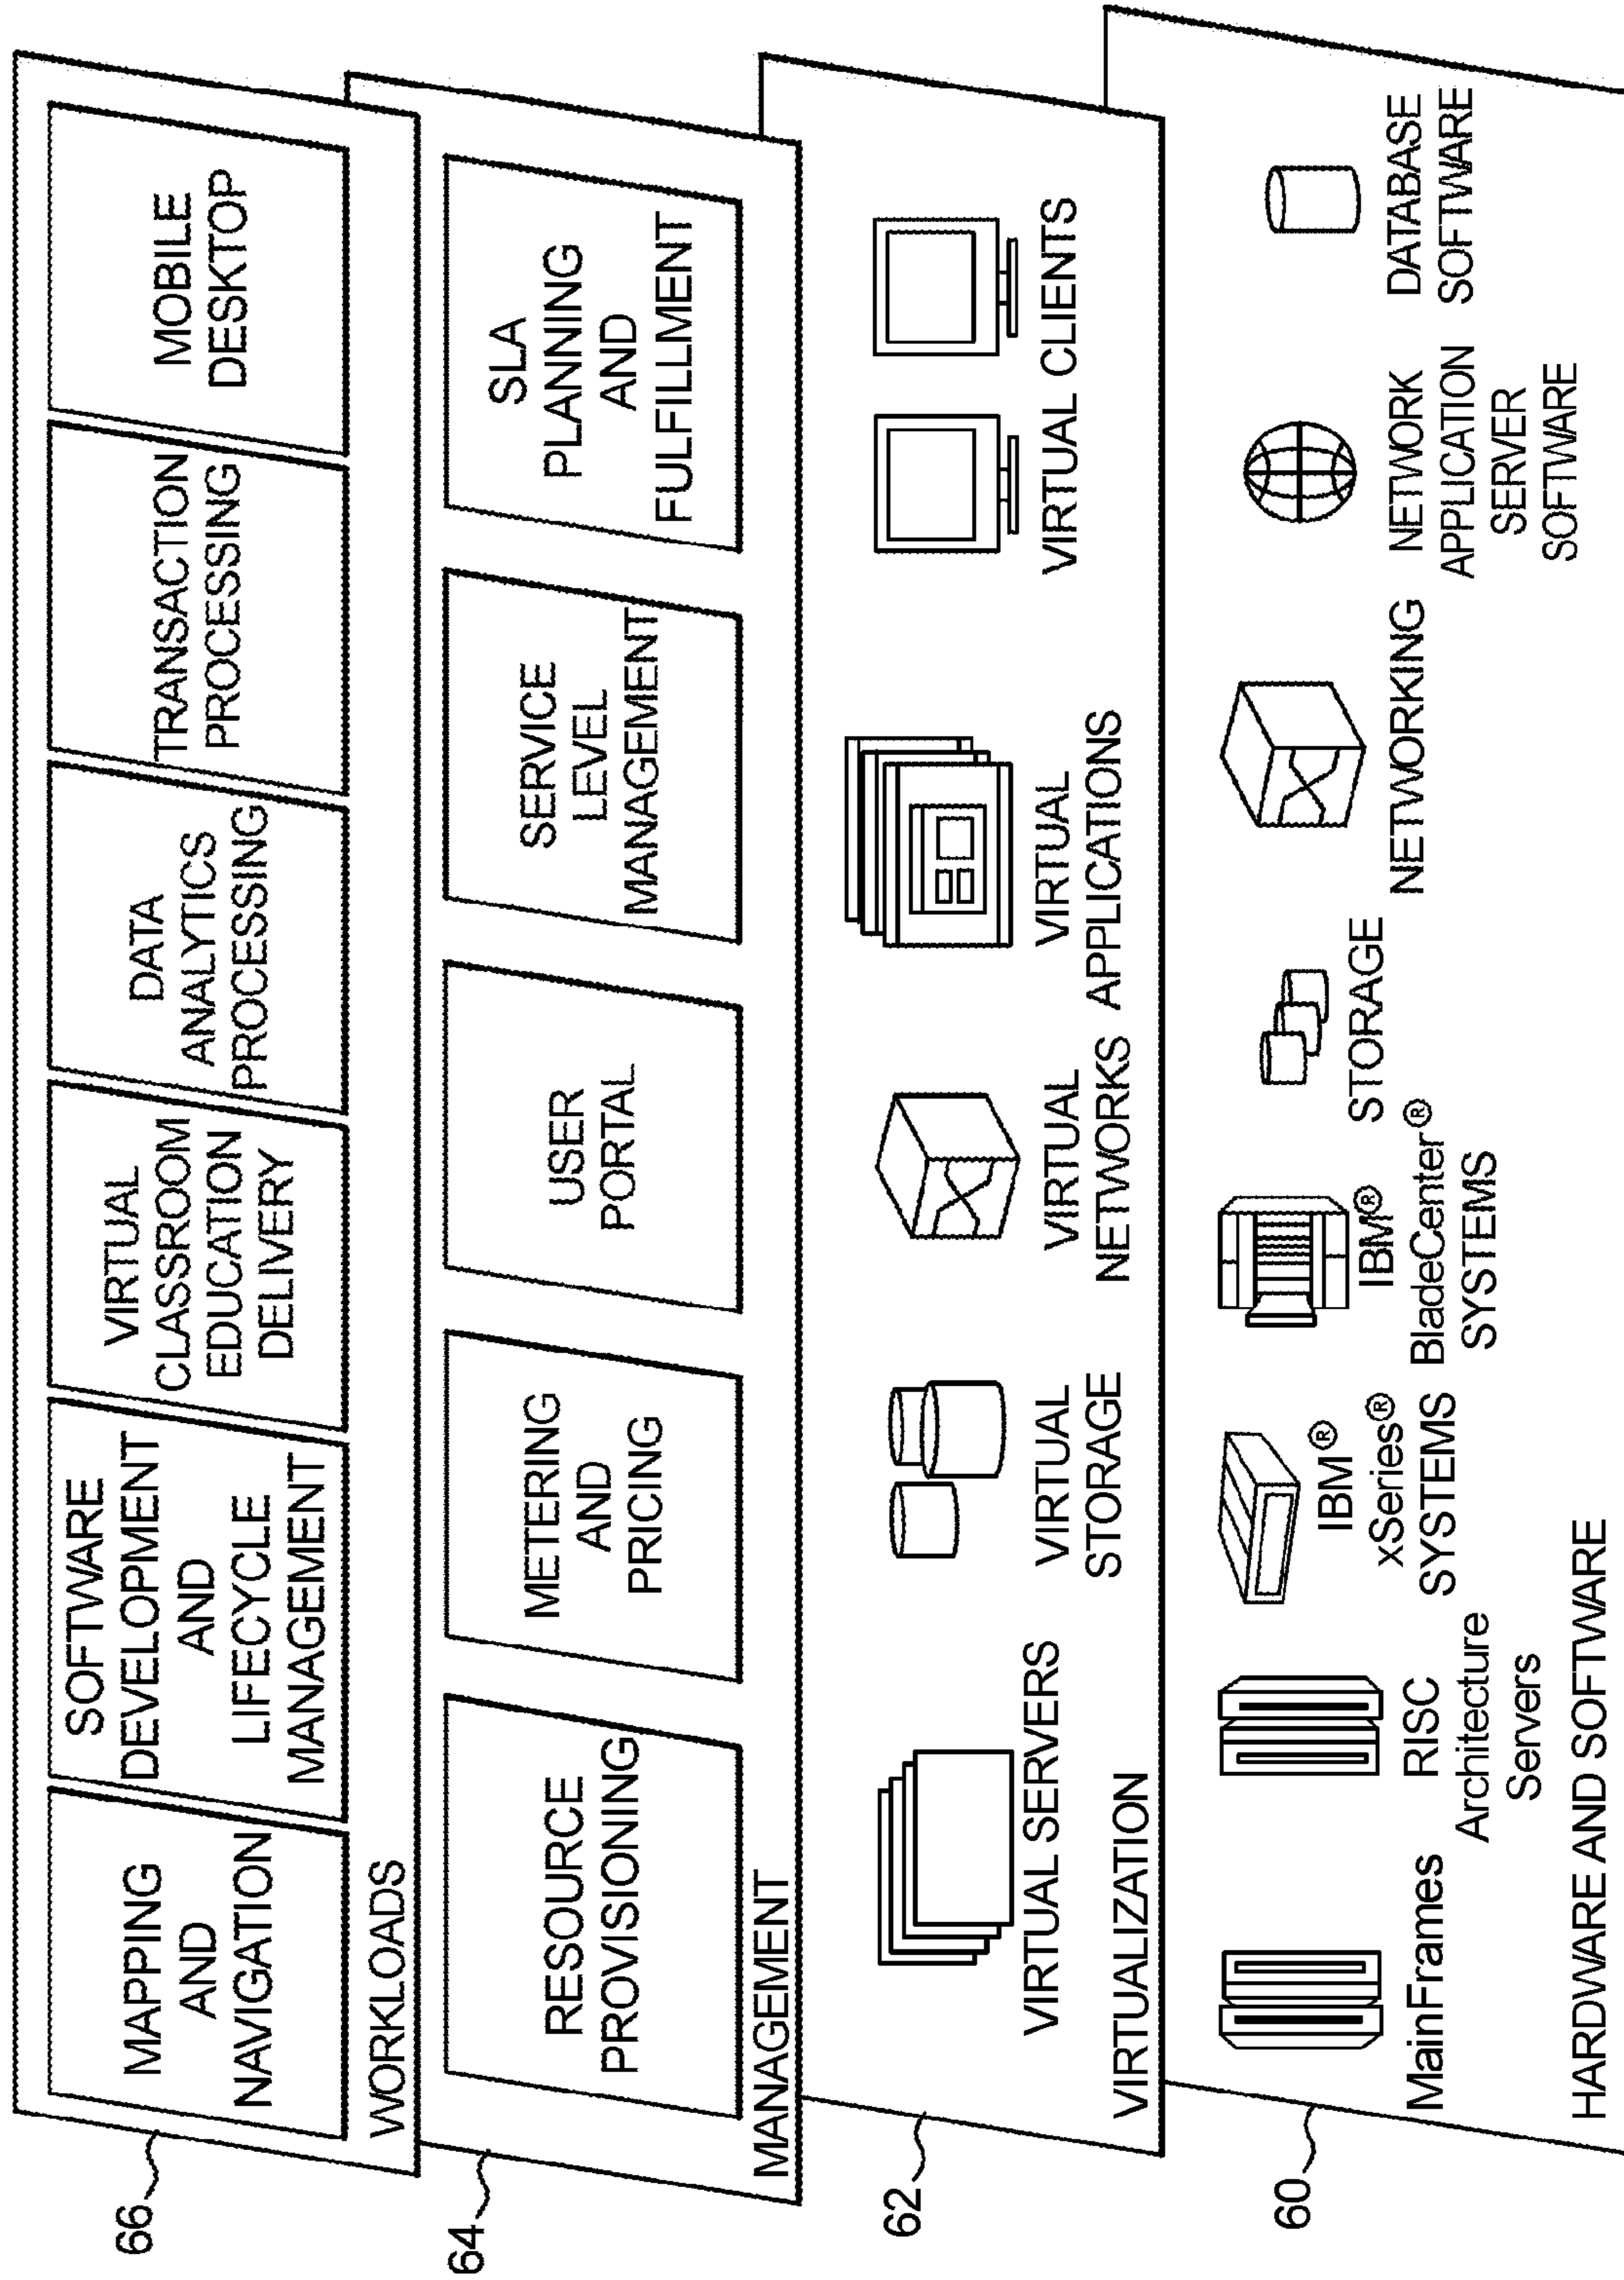 66
MAPPING
AND
NAVIGATION
SOFTWARE
DEVELOPMENT
AND
LIFECYCLE
MANAGEMENT
VIRTUAL
CLASSROOM
EDUCATION
DELIVERY
DATA
ANALYTICS
PROCESSING
TRANSACTION
PROCESSING
MOBILE
DESKTOP
WORKLOADS
64
RESOURCE
PROVISIONING
METERING
AND
PRICING
USER
PORTAL
SERVICE
LEVEL
MANAGEMENT
SLA
PLANNING
AND
FULFILLMENT
MANAGEMENT
62
VIRTUAL SERVERS
VIRTUAL
STORAGE
VIRTUAL
NETWORKS
VIRTUAL
APPLICATIONS
VIRTUAL CLIENTS
VIRTUALIZATION
60
MainFrames
RISC
Architecture
Servers
IBM®
xSeries®
SYSTEMS
IBM®
BladeCenter®
SYSTEMS
STORAGE
NETWORKING
NETWORK
APPLICATION
SERVER
SOFTWARE
DATABASE
SOFTWARE
HARDWARE AND SOFTWARE